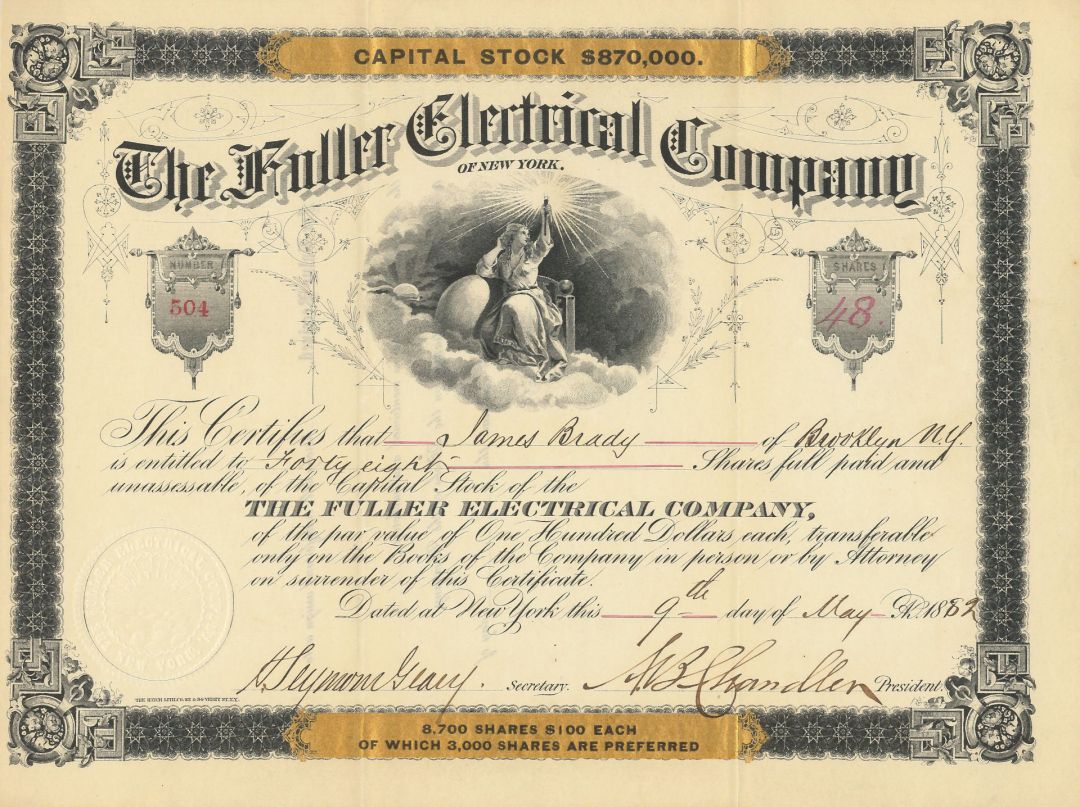 CAPITAL STOCK $870,000.
The Fuller Electrical Company
OF NEW YORK.
NUMBER
504
SHARES
48.
This Certifies that James Brady of Brooklyn N.Y.
is entitled to Forty eight Shares full paid and
unassessable, of the Capital Stock of the
THE FULLER ELECTRICAL COMPANY,
of the par value of One Hundred Dollars each, transferable
only on the Books of the Company in person or by Attorney
on surrender of this Certificate.
Dated at New York this 9th day of May A.D. 1882
H Seymour Geary. Secretary. A.B. Chandler President.
8,700 SHARES $100 EACH
OF WHICH 3,000 SHARES ARE PREFERRED